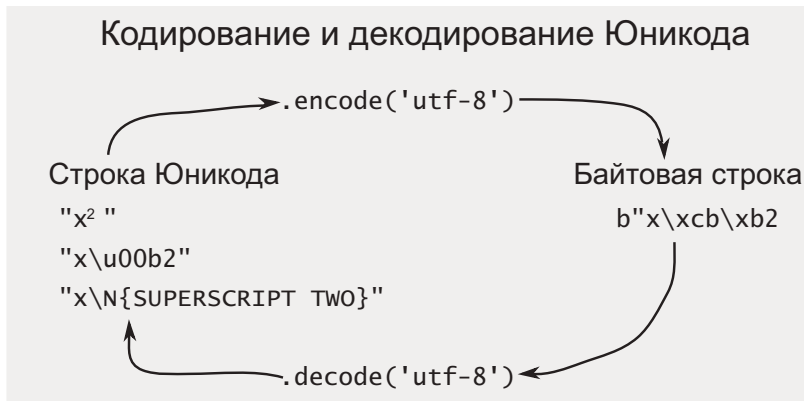 Кодирование и декодирование Юникода
.encode('utf-8')
Строка Юникода
"x² "
"x\u00b2"
"x\N{SUPERSCRIPT TWO}"
Байтовая строка
b"x\xcb\xb2
.decode('utf-8')